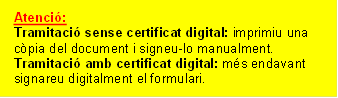 Atenció:
Tramitació sense certificat digital: imprimiu una
còpia del document i signeu-lo manualment.
Tramitació amb certificat digital: més endavant
signareu digitalment el formulari.